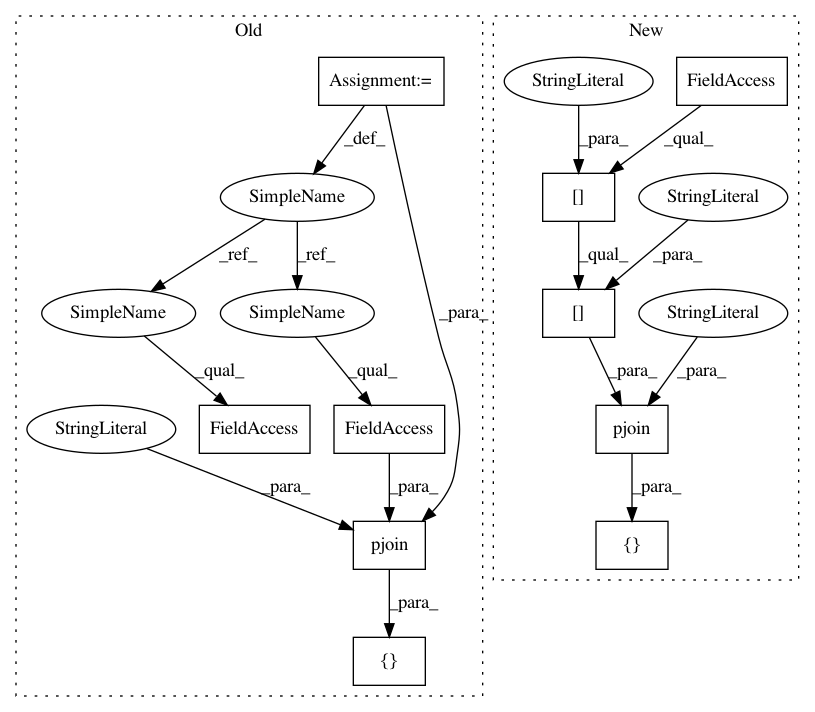 Old
New
Assignment:=
StringLiteral
FieldAccess
_def_
_para_
_qual_
SimpleName
[]
StringLiteral
_ref_
_ref_
_qual_
_para_
SimpleName
SimpleName
_para_
[]
StringLiteral
_qual_
_qual_
_para_
_para_
StringLiteral
FieldAccess
FieldAccess
pjoin
_para_
_para_
_para_
pjoin
{}
_para_
{}